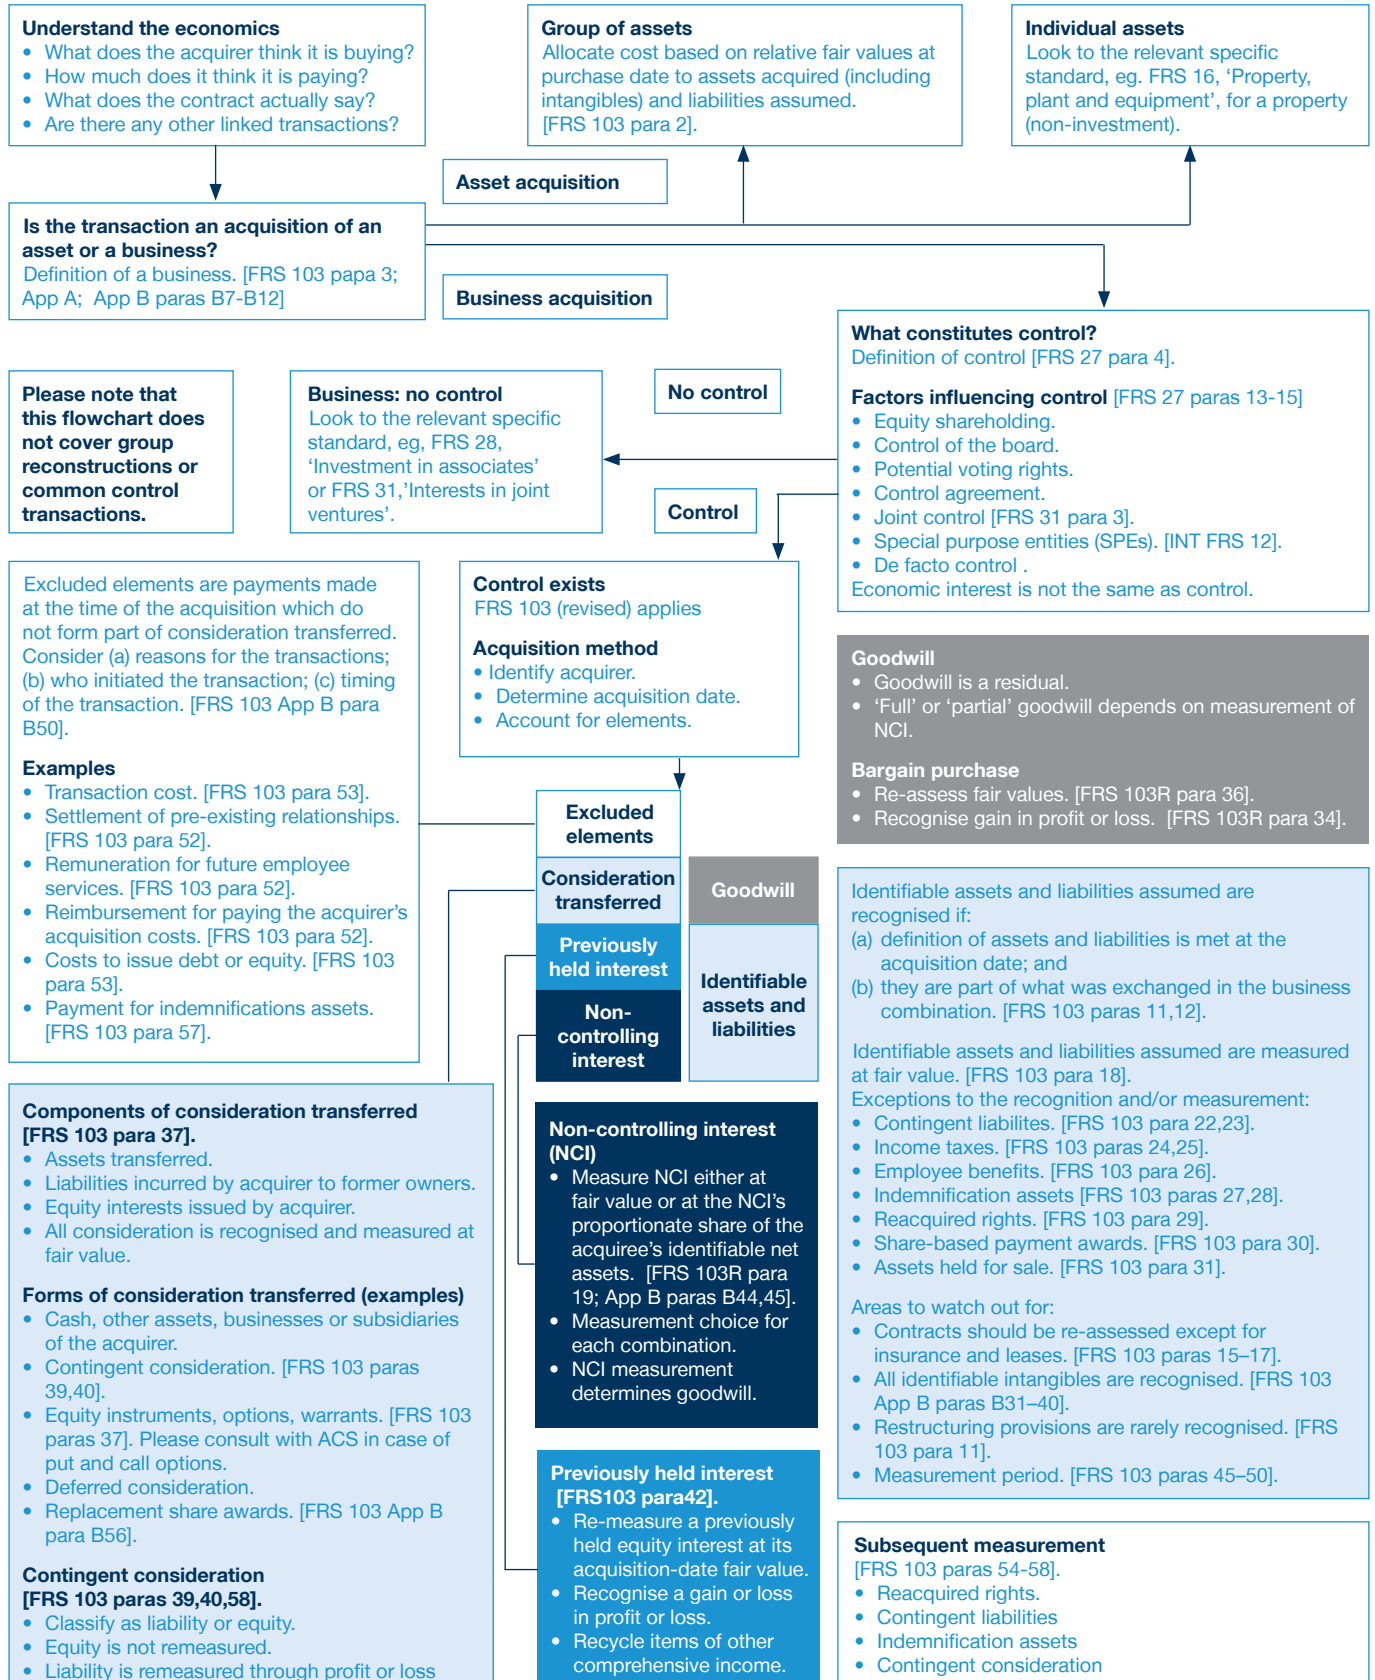 Understand the economics
• What does the acquirer think it is buying?
• How much does it think it is paying?
• What does the contract actually say?
• Are there any other linked transactions?
Group of assets
Allocate cost based on relative fair values at
purchase date to assets acquired (including
intangibles) and liabilities assumed.
[FRS 103 para 2].
Individual assets
Look to the relevant specific
standard, eg. FRS 16, ‘Property,
plant and equipment’, for a property
(non-investment).
Asset acquisition
Is the transaction an acquisition of an
asset or a business?
Definition of a business. [FRS 103 papa 3;
App A; App B paras B7-B12]
Business acquisition
What constitutes control?
Definition of control [FRS 27 para 4].
Factors influencing control [FRS 27 paras 13-15]
• Equity shareholding.
• Control of the board.
• Potential voting rights.
• Control agreement.
• Joint control [FRS 31 para 3].
• Special purpose entities (SPEs). [INT FRS 12].
• De facto control .
Economic interest is not the same as control.
Please note that
this flowchart does
not cover group
reconstructions or
common control
transactions.
Business: no control
Look to the relevant specific
standard, eg, FRS 28,
‘Investment in associates’
or FRS 31,’Interests in joint
ventures’.
No control
Control
Excluded elements are payments made
at the time of the acquisition which do
not form part of consideration transferred.
Consider (a) reasons for the transactions;
(b) who initiated the transaction; (c) timing
of the transaction. [FRS 103 App B para
B50].
Examples
• Transaction cost. [FRS 103 para 53].
• Settlement of pre-existing relationships.
[FRS 103 para 52].
• Remuneration for future employee
services. [FRS 103 para 52].
• Reimbursement for paying the acquirer’s
acquisition costs. [FRS 103 para 52].
• Costs to issue debt or equity. [FRS 103
para 53].
• Payment for indemnifications assets.
[FRS 103 para 57].
Control exists
FRS 103 (revised) applies
Acquisition method
• Identify acquirer.
• Determine acquisition date.
• Account for elements.
Goodwill
• Goodwill is a residual.
• ‘Full’ or ‘partial’ goodwill depends on measurement of
NCI.
Bargain purchase
• Re-assess fair values. [FRS 103R para 36].
• Recognise gain in profit or loss. [FRS 103R para 34].
Excluded
elements
Consideration
transferred
Goodwill
Previously
held interest
Identifiable
assets and
liabilities
Non-
controlling
interest
Identifiable assets and liabilities assumed are
recognised if:
(a) definition of assets and liabilities is met at the
acquisition date; and
(b) they are part of what was exchanged in the business
combination. [FRS 103 paras 11,12].
Identifiable assets and liabilities assumed are measured
at fair value. [FRS 103 para 18].
Exceptions to the recognition and/or measurement:
• Contingent liabilites. [FRS 103 para 22,23].
• Income taxes. [FRS 103 paras 24,25].
• Employee benefits. [FRS 103 para 26].
• Indemnification assets [FRS 103 paras 27,28].
• Reacquired rights. [FRS 103 para 29].
• Share-based payment awards. [FRS 103 para 30].
• Assets held for sale. [FRS 103 para 31].
Areas to watch out for:
• Contracts should be re-assessed except for
insurance and leases. [FRS 103 paras 15–17].
• All identifiable intangibles are recognised. [FRS 103
App B paras B31–40].
• Restructuring provisions are rarely recognised. [FRS
103 para 11].
• Measurement period. [FRS 103 paras 45–50].
Components of consideration transferred
[FRS 103 para 37].
• Assets transferred.
• Liabilities incurred by acquirer to former owners.
• Equity interests issued by acquirer.
• All consideration is recognised and measured at
fair value.
Forms of consideration transferred (examples)
• Cash, other assets, businesses or subsidiaries
of the acquirer.
• Contingent consideration. [FRS 103 paras
39,40].
• Equity instruments, options, warrants. [FRS 103
paras 37]. Please consult with ACS in case of
put and call options.
• Deferred consideration.
• Replacement share awards. [FRS 103 App B
para B56].
Contingent consideration
[FRS 103 paras 39,40,58].
• Classify as liability or equity.
• Equity is not remeasured.
• Liability is remeasured through profit or loss
Non-controlling interest
(NCI)
• Measure NCI either at
fair value or at the NCI’s
proportionate share of the
acquiree’s identifiable net
assets. [FRS 103R para
19; App B paras B44,45].
• Measurement choice for
each combination.
• NCI measurement
determines goodwill.
Previously held interest
[FRS103 para42].
• Re-measure a previously
held equity interest at its
acquisition-date fair value.
• Recognise a gain or loss
in profit or loss.
• Recycle items of other
comprehensive income.
Subsequent measurement
[FRS 103 paras 54-58].
• Reacquired rights.
• Contingent liabilities
• Indemnification assets
• Contingent consideration